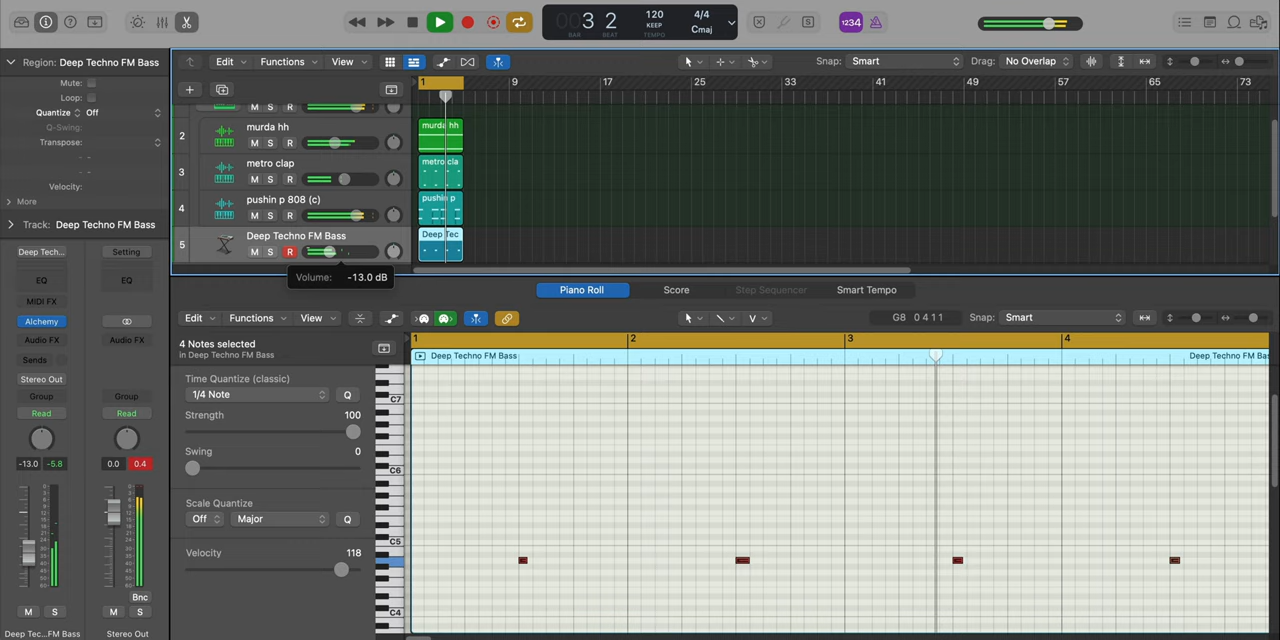 003 2
BAR BEAT
120
KEEP
TEMPO
4/4
Cmaj
S
1234
Region: Deep Techno FM Bass
Mute:
Loop:
Quantize Off
Q-Swing:
Transpose:
Velocity:
More
Track: Deep Techno FM Bass
Edit Functions View
Snap: Smart
Drag: No Overlap
1 9 17 25 33 41 49 57 65 73
M S R
2 murda hh
M S R
murda hh
3 metro clap
M S R
metro cla
4 pushin p 808 (c)
M S R
pushin p
5 Deep Techno FM Bass
M S R
Deep Tec
Volume: -13.0 dB
Piano Roll Score Step Sequencer Smart Tempo
Edit Functions View
G8 0 4 1 1
Snap: Smart
4 Notes selected
in Deep Techno FM Bass
1 2 3 4
Deep Techno FM Bass
Deep Techno FM Bas
Time Quantize (classic)
1/4 Note Q
Strength 100
Swing 0
Scale Quantize
Off Major Q
Velocity 118
C7
C6
C5
C4
Deep Tech...
EQ
MIDI FX
Alchemy
Audio FX
Sends
Stereo Out
Group
Read
-13.0 -5.8
M S
Deep Tec...FM Bass
Setting
EQ
Audio FX
Group
Read
0.0 0.4
Bnc
M S
Stereo Out